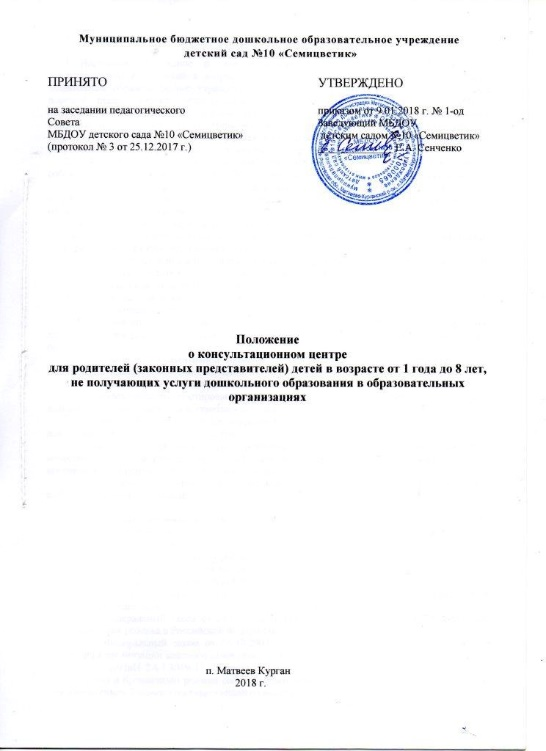 Муниципальное бюджетное дошкольное образовательное учреждение
детский сад №10 «Семицветик»
ПРИНЯТО
на заседании педагогического
Совета
МБДОУ детского сада №10 «Семицветик»
(протокол № 3 от 25.12.2017 г.)
УТВЕРЖДЕНО
приказом от 9.01.2018 г. № 1-од
Заведующий МБДОУ
детским садом №10 «Семицветик»
Е.А. Сенченко
«Семицветик»
Положение
о консультационном центре
для родителей (законных представителей) детей в возрасте от 1 года до 8 лет,
не получающих услуги дошкольного образования в образовательных
организациях
п. Матвеев Курган
2018 г.